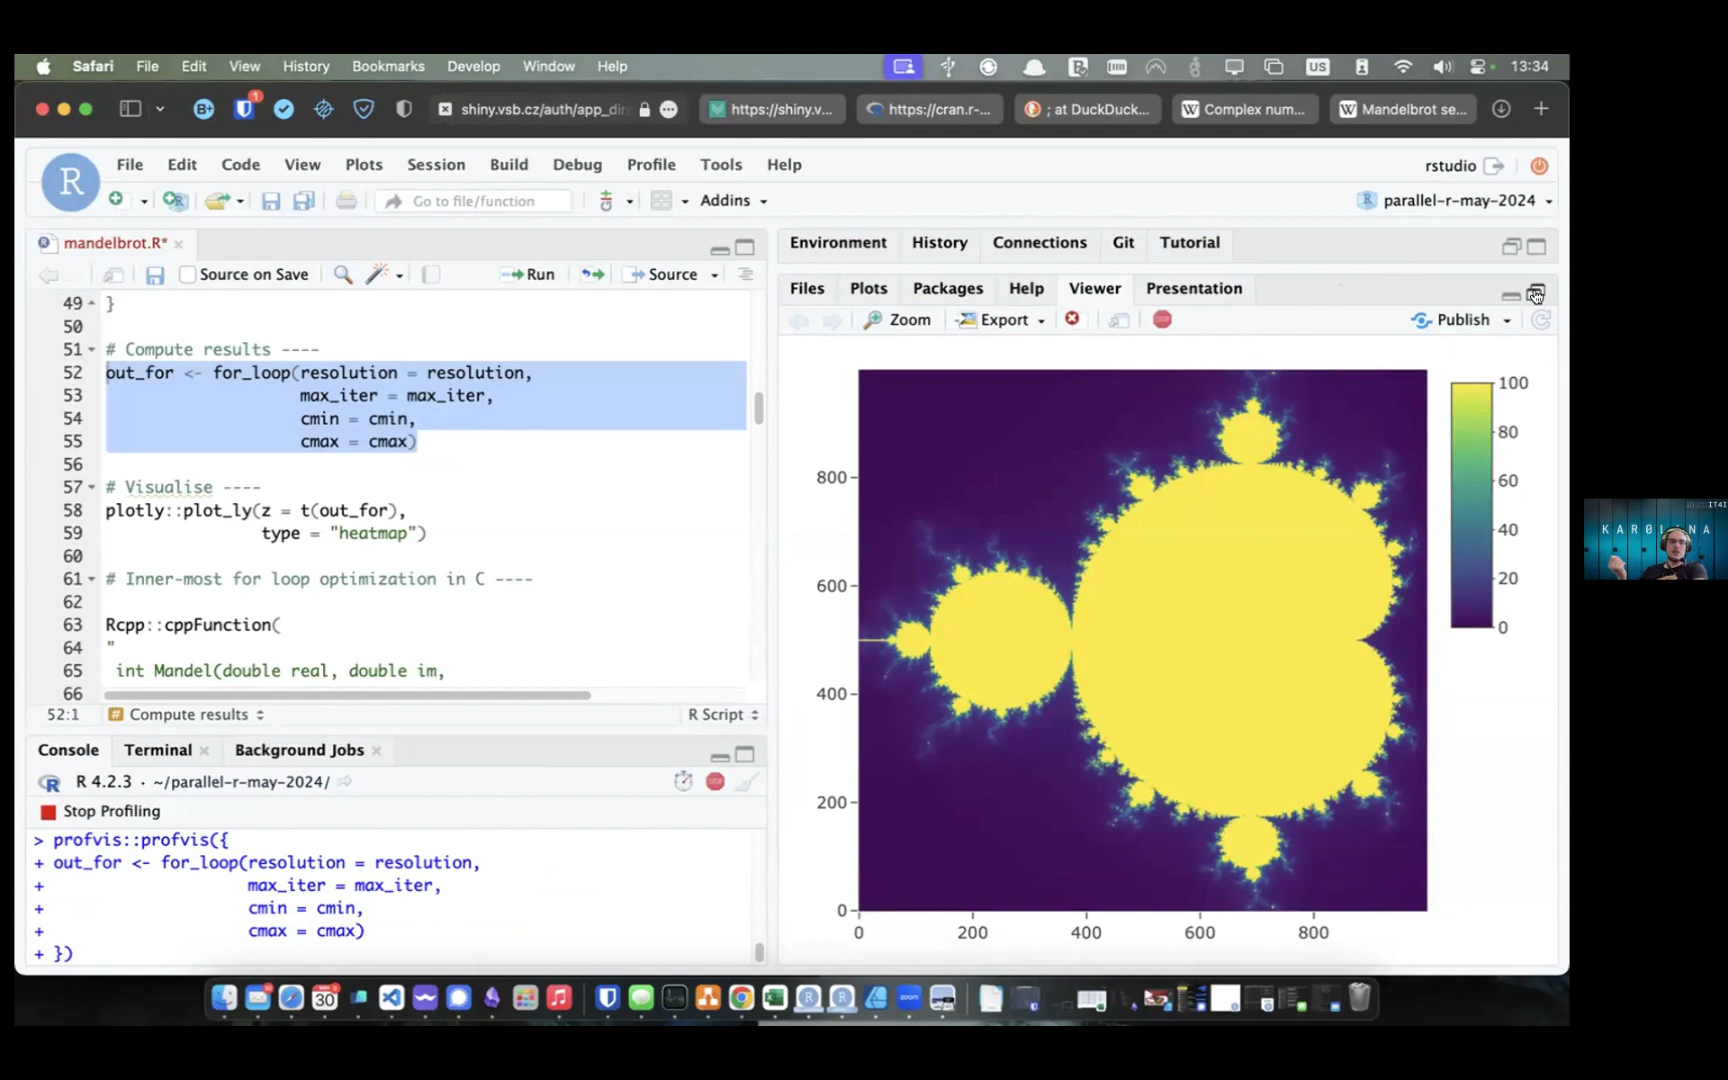 Safari File Edit View History Bookmarks Develop Window Help US 13:34
1 shiny.vsb.cz/auth/app_dir https://shiny.v... https://cran.r-... ; at DuckDuck... Complex num... Mandelbrot se...
R File Edit Code View Plots Session Build Debug Profile Tools Help rstudio
Go to file/function Addins parallel-r-may-2024
mandelbrot.R*
Source on Save Run Source
49 }
50
51 # Compute results ----
52 out_for <- for_loop(resolution = resolution,
53 max_iter = max_iter,
54 cmin = cmin,
55 cmax = cmax)
56
57 # Visualise ----
58 plotly::plot_ly(z = t(out_for),
59 type = "heatmap")
60
61 # Inner-most for loop optimization in C ----
62
63 Rcpp::cppFunction(
64 "
65 int Mandel(double real, double im,
66
52:1 Compute results R Script
Console Terminal Background Jobs
R 4.2.3 · ~/parallel-r-may-2024/
Stop Profiling
> profvis::profvis({
+ out_for <- for_loop(resolution = resolution,
+ max_iter = max_iter,
+ cmin = cmin,
+ cmax = cmax)
+ })
Environment History Connections Git Tutorial
Files Plots Packages Help Viewer Presentation
Zoom Export Publish
800
600
400
200
0
0 200 400 600 800
100
80
60
40
20
0
30 zoom
IT4I
KAROLINA